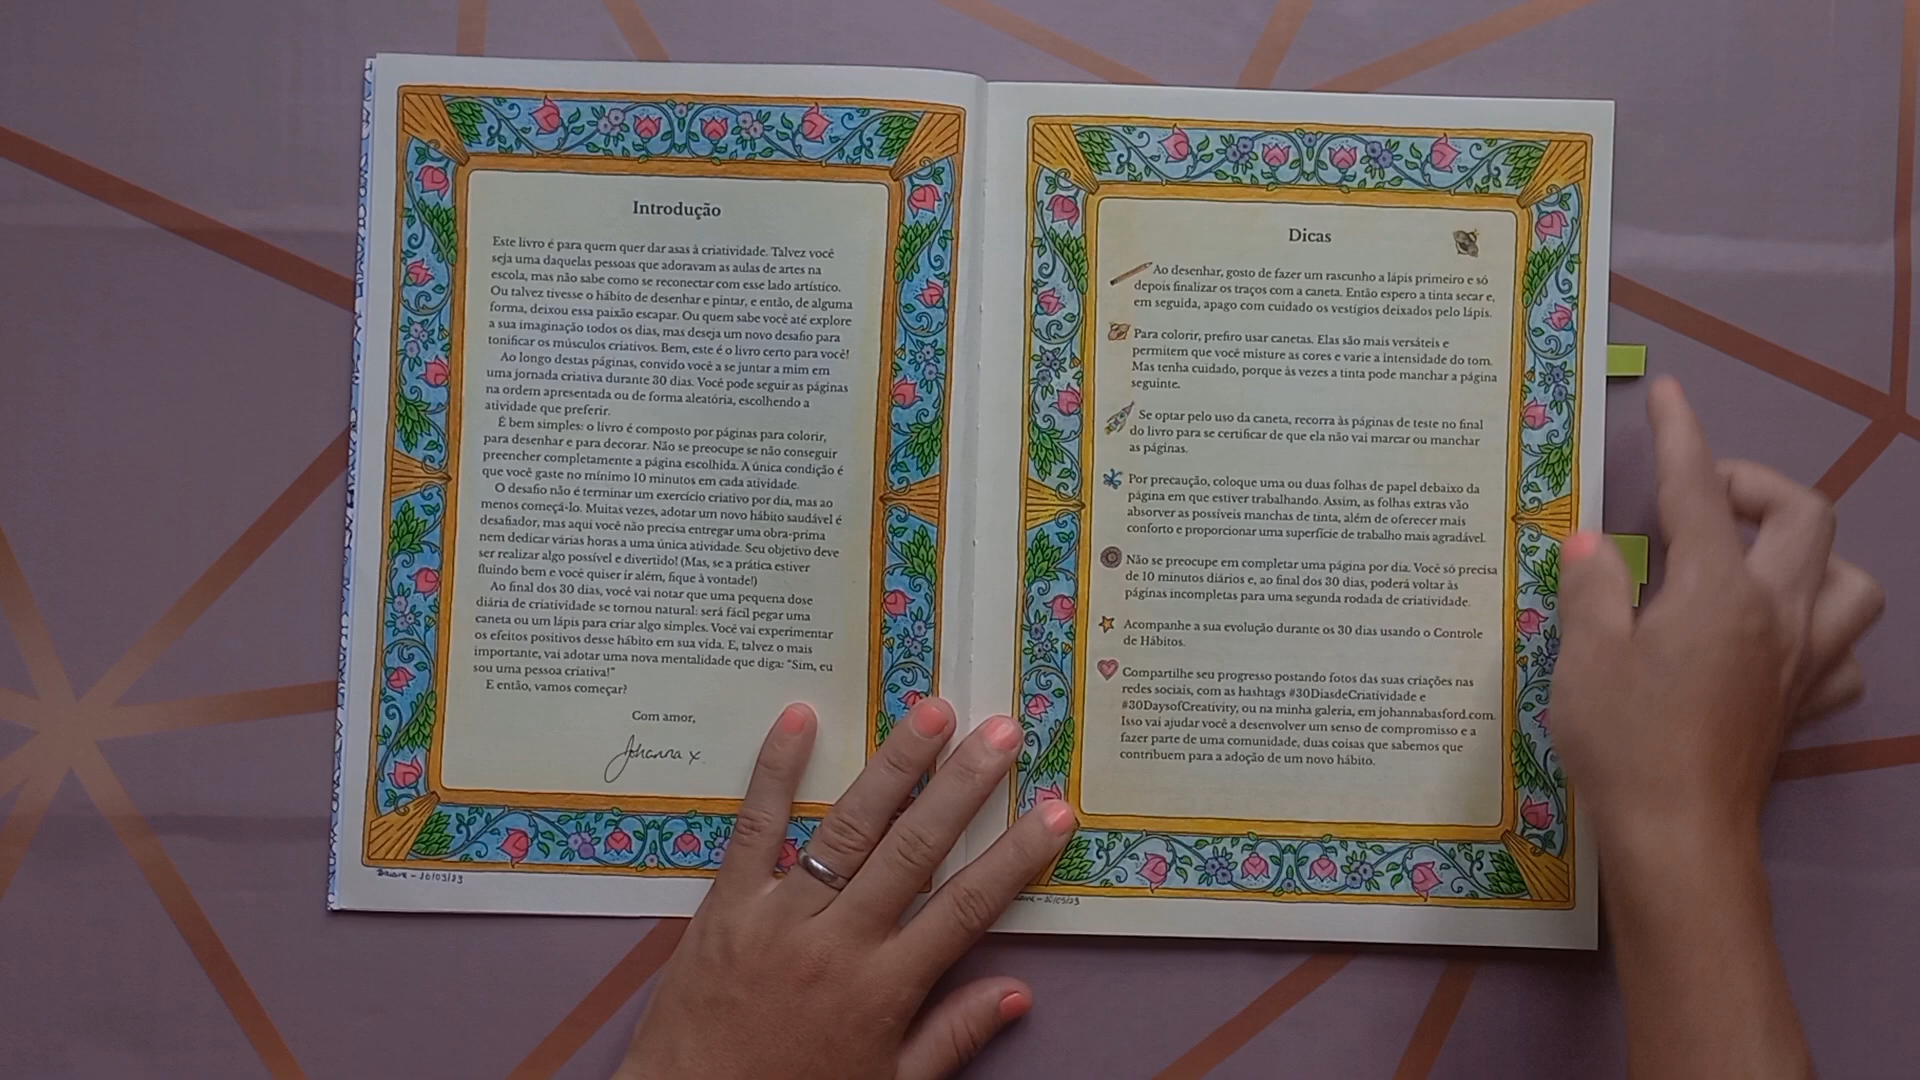 Introdução
Este livro é para quem quer dar asas à criatividade. Talvez você
seja uma daquelas pessoas que adoravam as aulas de artes na
escola, mas não sabe como se reconectar com esse lado artístico.
Ou talvez tivesse o hábito de desenhar e pintar, e então, de alguma
forma, deixou essa paixão escapar. Ou quem sabe você até explore
a sua imaginação todos os dias, mas deseja um novo desafio para
tonificar os músculos criativos. Bem, este é o livro certo para você!
Ao longo destas páginas, convido você a se juntar a mim em
uma jornada criativa durante 30 dias. Você pode seguir as páginas
na ordem apresentada ou de forma aleatória, escolhendo a
atividade que preferir.
É bem simples: o livro é composto por páginas para colorir,
para desenhar e para decorar. Não se preocupe se não conseguir
preencher completamente a página escolhida. A única condição é
que você gaste no mínimo 10 minutos em cada atividade.
O desafio não é terminar um exercício criativo por dia, mas ao
menos começá-lo. Muitas vezes, adotar um novo hábito saudável é
desafiador, mas aqui você não precisa entregar uma obra-prima
nem dedicar várias horas a uma única atividade. Seu objetivo deve
ser realizar algo possível e divertido! (Mas, se a prática estiver
fluindo bem e você quiser ir além, fique à vontade!)
Ao final dos 30 dias, você vai notar que uma pequena dose
diária de criatividade se tornou natural: será fácil pegar uma
caneta ou um lápis para criar algo simples. Você vai experimentar
os efeitos positivos desse hábito em sua vida. E, talvez o mais
importante, vai adotar uma nova mentalidade que diga: "Sim, eu
sou uma pessoa criativa!"
E então, vamos começar?
Com amor,
Johanna x
Dicas
Ao desenhar, gosto de fazer um rascunho a lápis primeiro e só
depois finalizar os traços com a caneta. Então espero a tinta secar e,
em seguida, apago com cuidado os vestígios deixados pelo lápis.
Para colorir, prefiro usar canetas. Elas são mais versáteis e
permitem que você misture as cores e varie a intensidade do tom.
Mas tenha cuidado, porque às vezes a tinta pode manchar a página
seguinte.
Se optar pelo uso da caneta, recorra às páginas de teste no final
do livro para se certificar de que ela não vai marcar ou manchar
as páginas.
Por precaução, coloque uma ou duas folhas de papel debaixo da
página em que estiver trabalhando. Assim, as folhas extras vão
absorver as possíveis manchas de tinta, além de oferecer mais
conforto e proporcionar uma superfície de trabalho mais agradável.
Não se preocupe em completar uma página por dia. Você só precisa
de 10 minutos diários e, ao final dos 30 dias, poderá voltar às
páginas incompletas para uma segunda rodada de criatividade.
Acompanhe a sua evolução durante os 30 dias usando o Controle
de Hábitos.
Compartilhe seu progresso postando fotos das suas criações nas
redes sociais, com as hashtags #30DiasdeCriatividade e
#30DaysofCreativity, ou na minha galeria, em johannabasford.com.
Isso vai ajudar você a desenvolver um senso de compromisso e a
fazer parte de uma comunidade, duas coisas que sabemos que
contribuem para a adoção de um novo hábito.